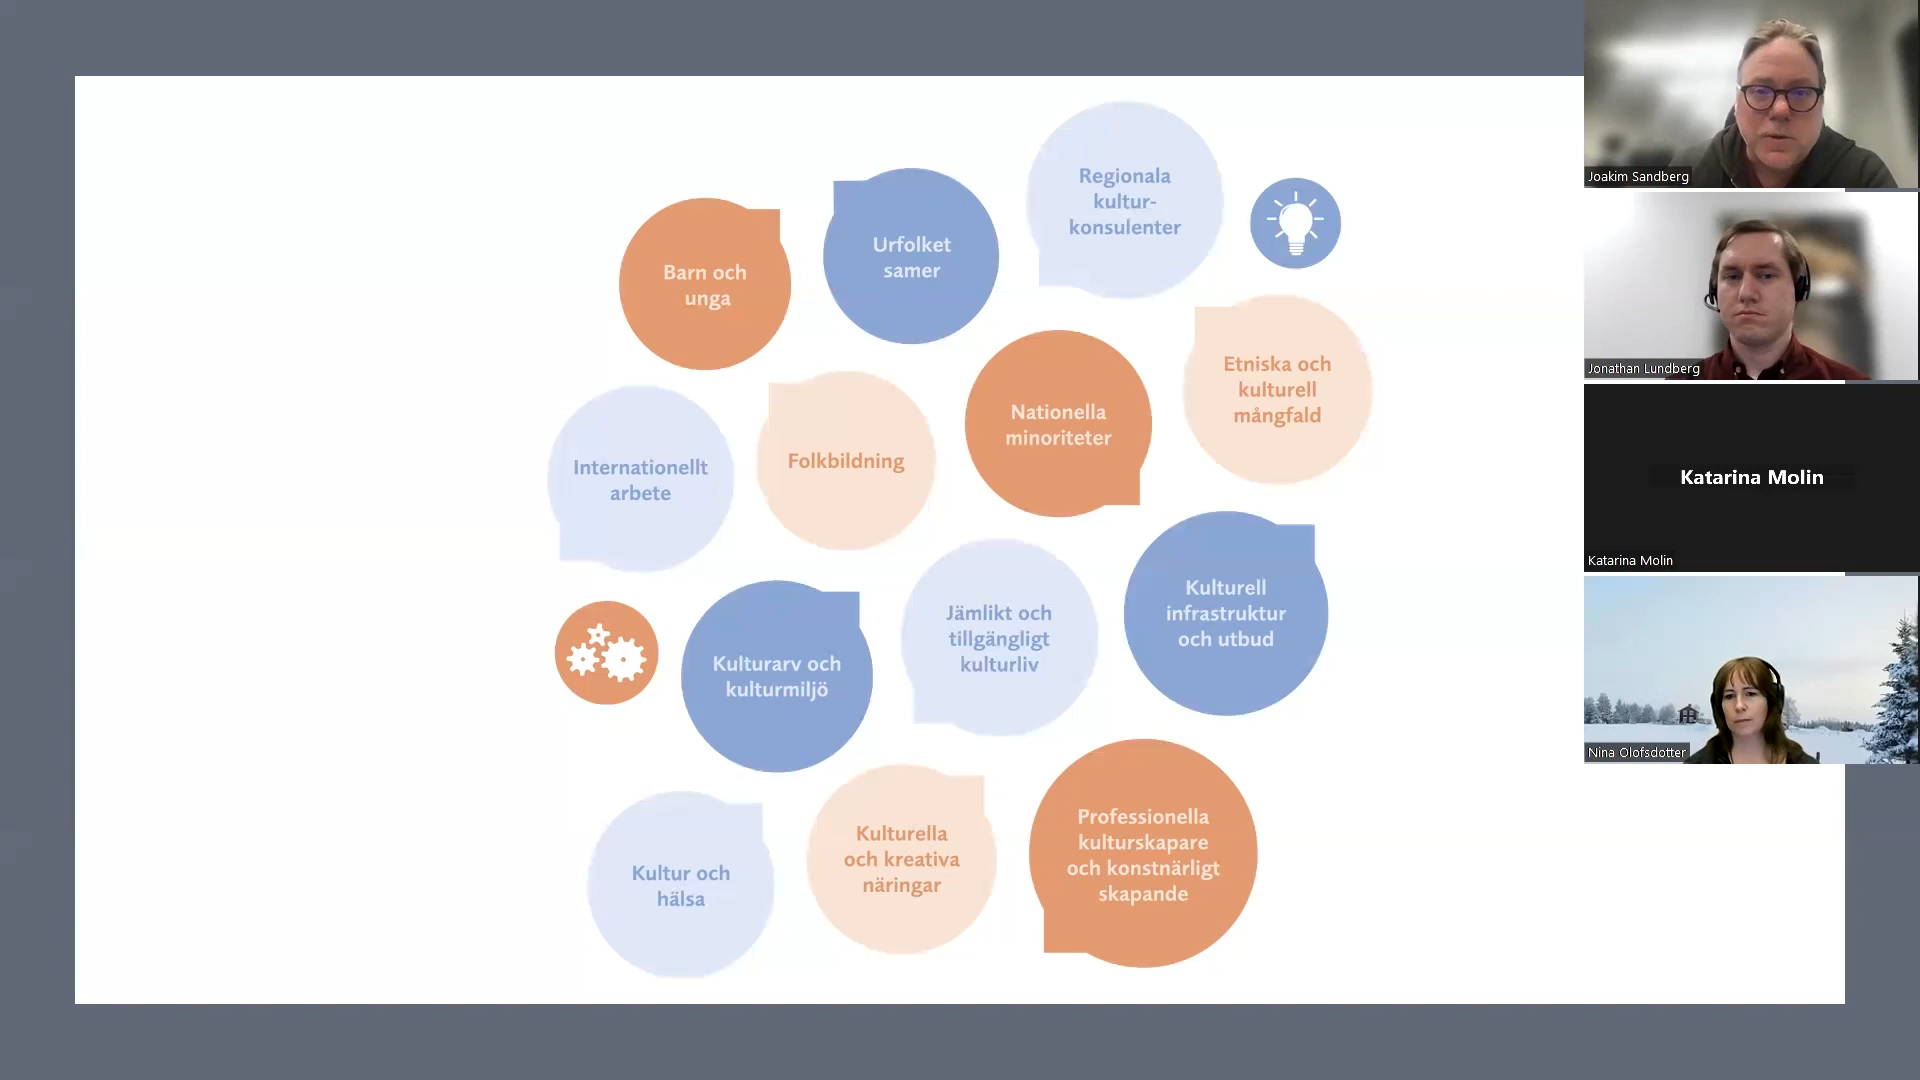 Regionala
kultur-
konsulenter
Urfolket
samer
Barn och
unga
Etniska och
kulturell
mångfald
Nationella
minoriteter
Folkbildning
Internationellt
arbete
Kulturell
infrastruktur
och utbud
Jämlikt och
tillgängligt
kulturliv
Kulturarv och
kulturmiljö
Professionella
kulturskapare
och konstnärligt
skapande
Kulturella
och kreativa
näringar
Kultur och
hälsa
Joakim Sandberg
Jonathan Lundberg
Katarina Molin
Katarina Molin
Nina Olofsdotter